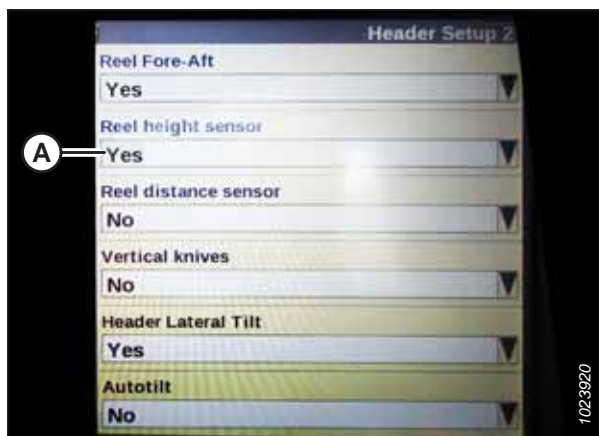 Header Setup 2
Reel Fore-Aft
Yes
Reel height sensor
A
Yes
Reel distance sensor
No
Vertical knives
No
Header Lateral Tilt
Yes
Autotilt
No
1023920